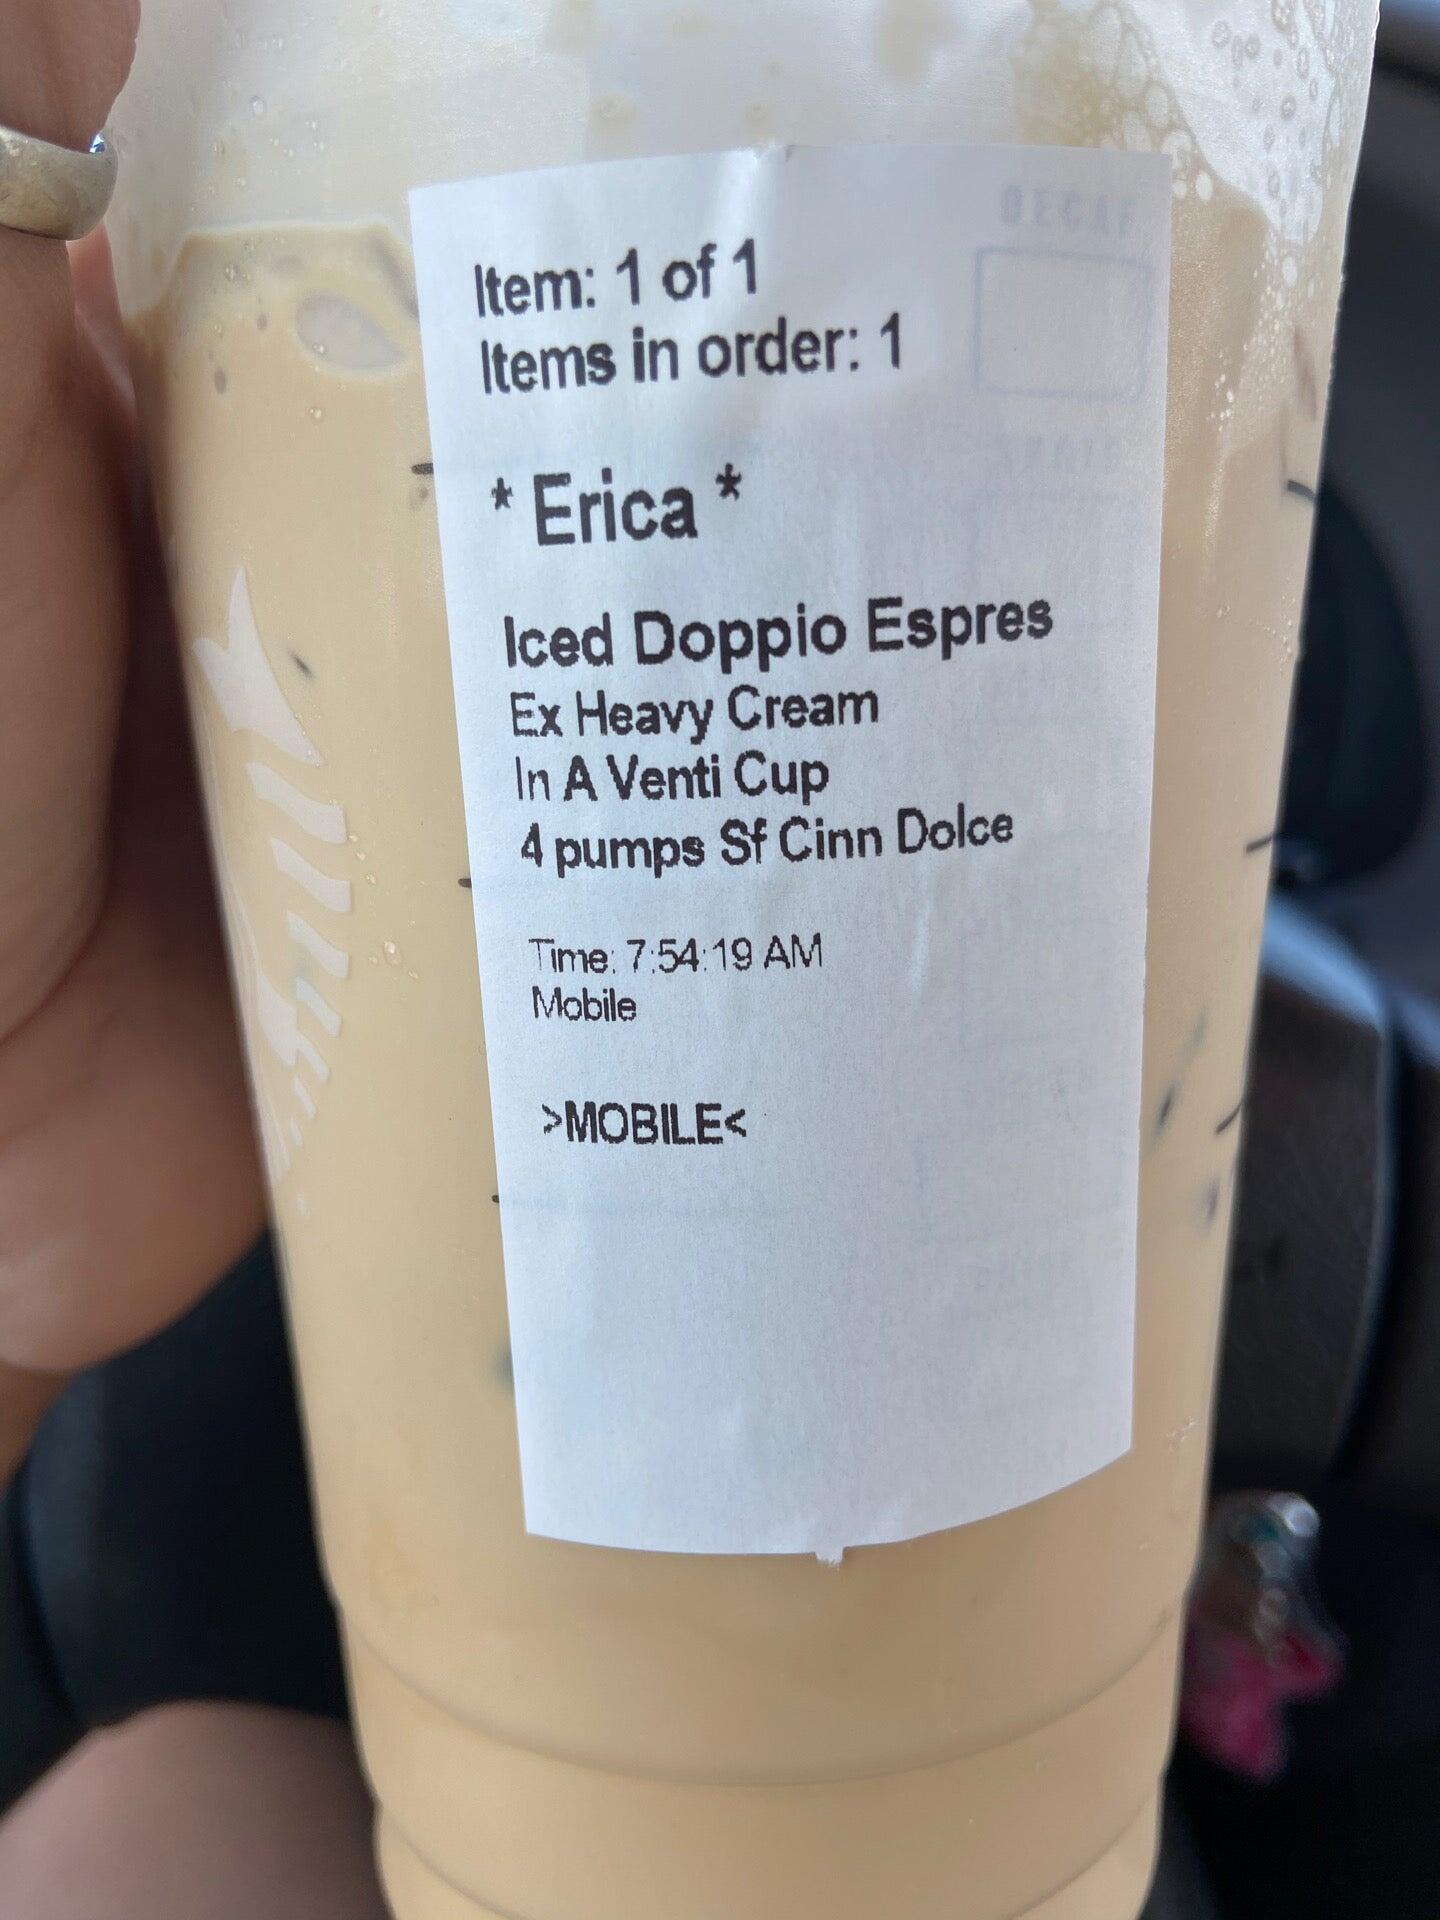 DECAF
Item: 1 of 1
Items in order: 1
* Erica *
Iced Doppio Espres
Ex Heavy Cream
In A Venti Cup
4 pumps Sf Cinn Dolce
Time: 7:54:19 AM
Mobile
>MOBILE<